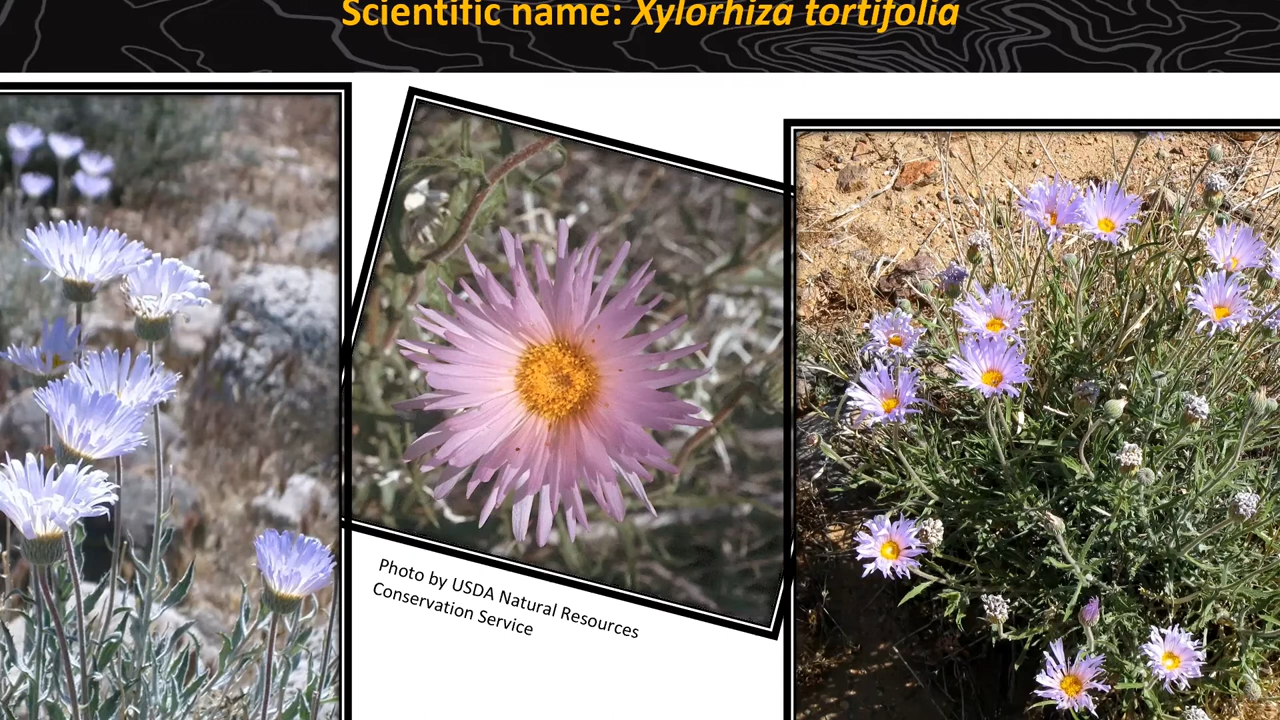 Scientific name: Xylorhiza tortifolia
Photo by USDA Natural Resources
Conservation Service